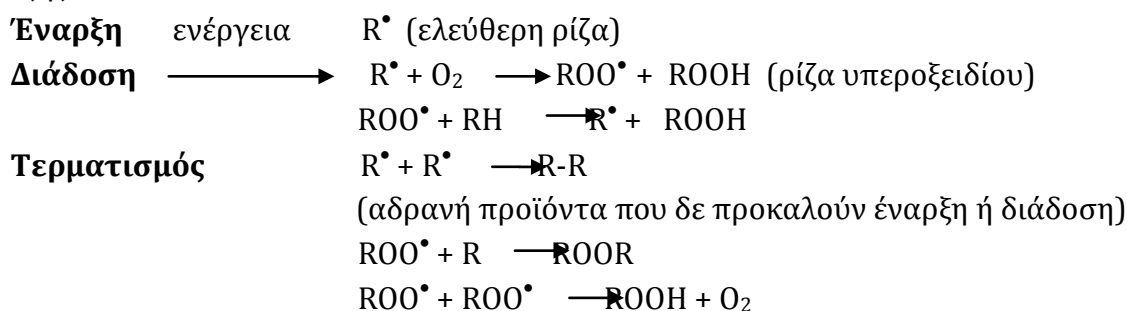 Έναρξη ενέργεια R• (ελεύθερη ρίζα)
Διάδοση ⟶ R• + O₂ ⟶ ROO• + ROOH (ρίζα υπεροξειδίου)
ROO• + RH ⟶ R• + ROOH
Τερματισμός R• + R• ⟶ R-R
(αδρανή προϊόντα που δε προκαλούν έναρξη ή διάδοση)
ROO• + R ⟶ ROOR
ROO• + ROO• ⟶ ROOH + O₂